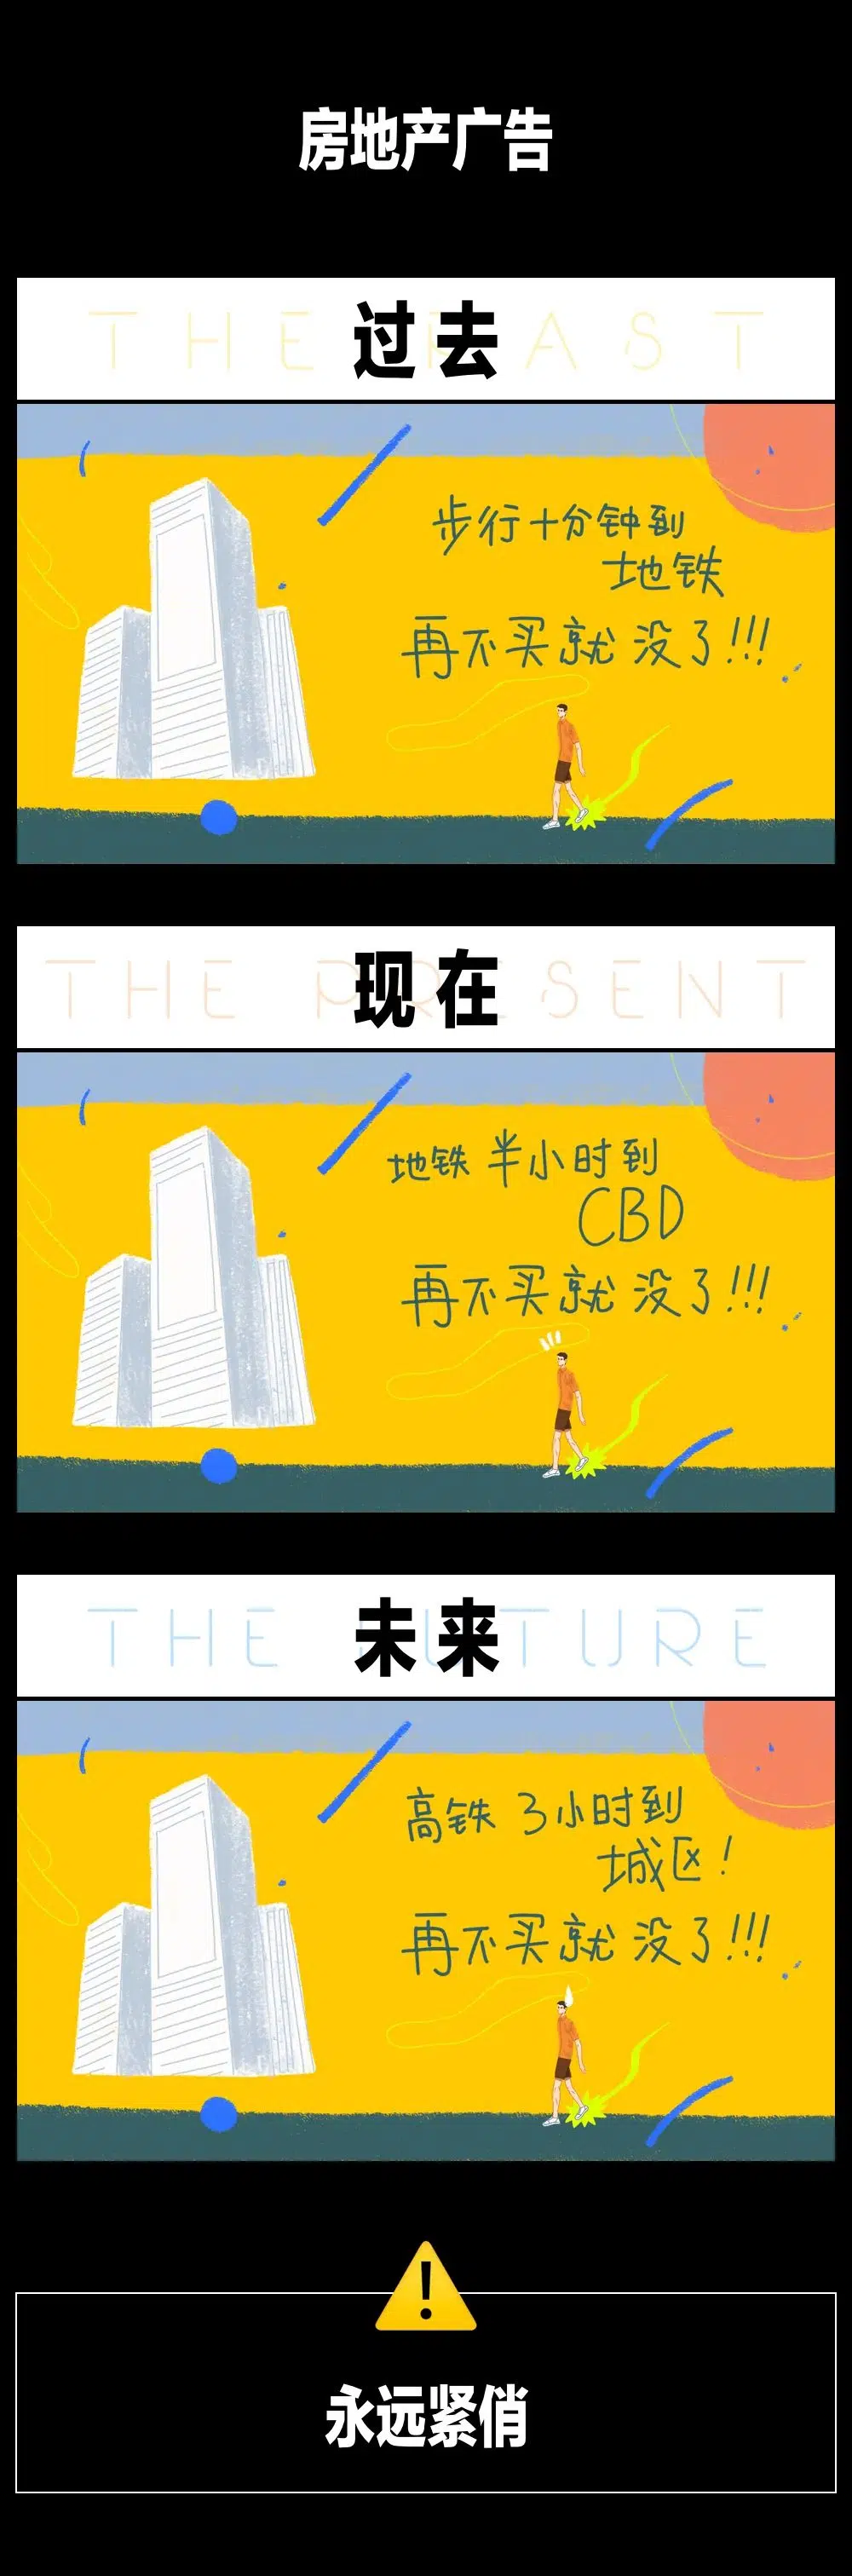 房地产广告
THE PAST
过去
步行十分钟到
地铁
再不买就没了!!!
THE PRESENT
现在
地铁 半小时到
CBD
再不买就没了!!!
THE FUTURE
未来
高铁 3小时到
城区!
再不买就没了!!!
永远紧俏